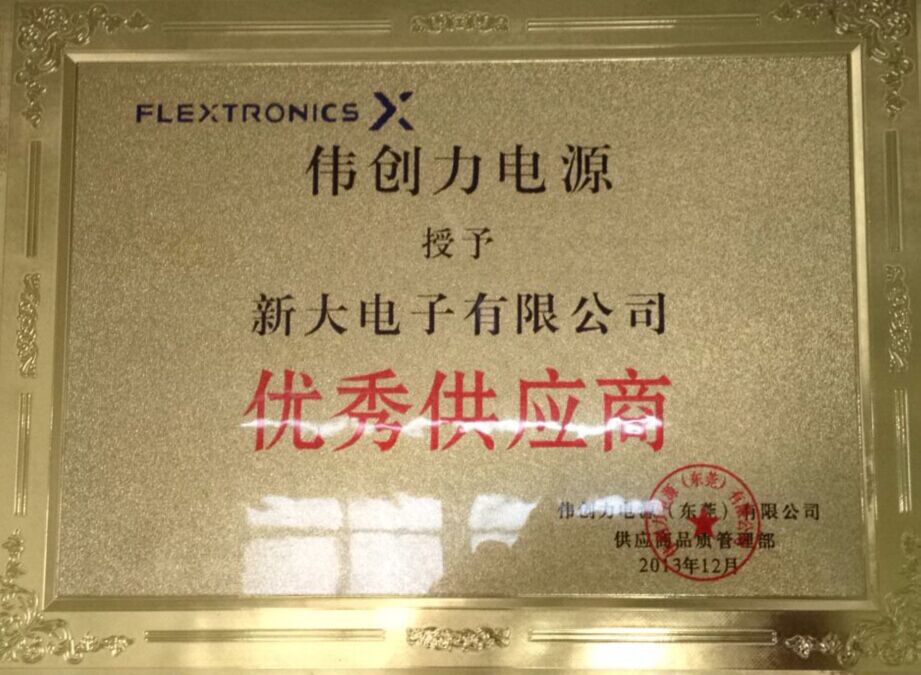 FLEXTRONICS
伟创力电源
授予
新大电子有限公司
优秀供应商
伟创力电源（东莞）有限公司
供应商品质管理部
2013年12月